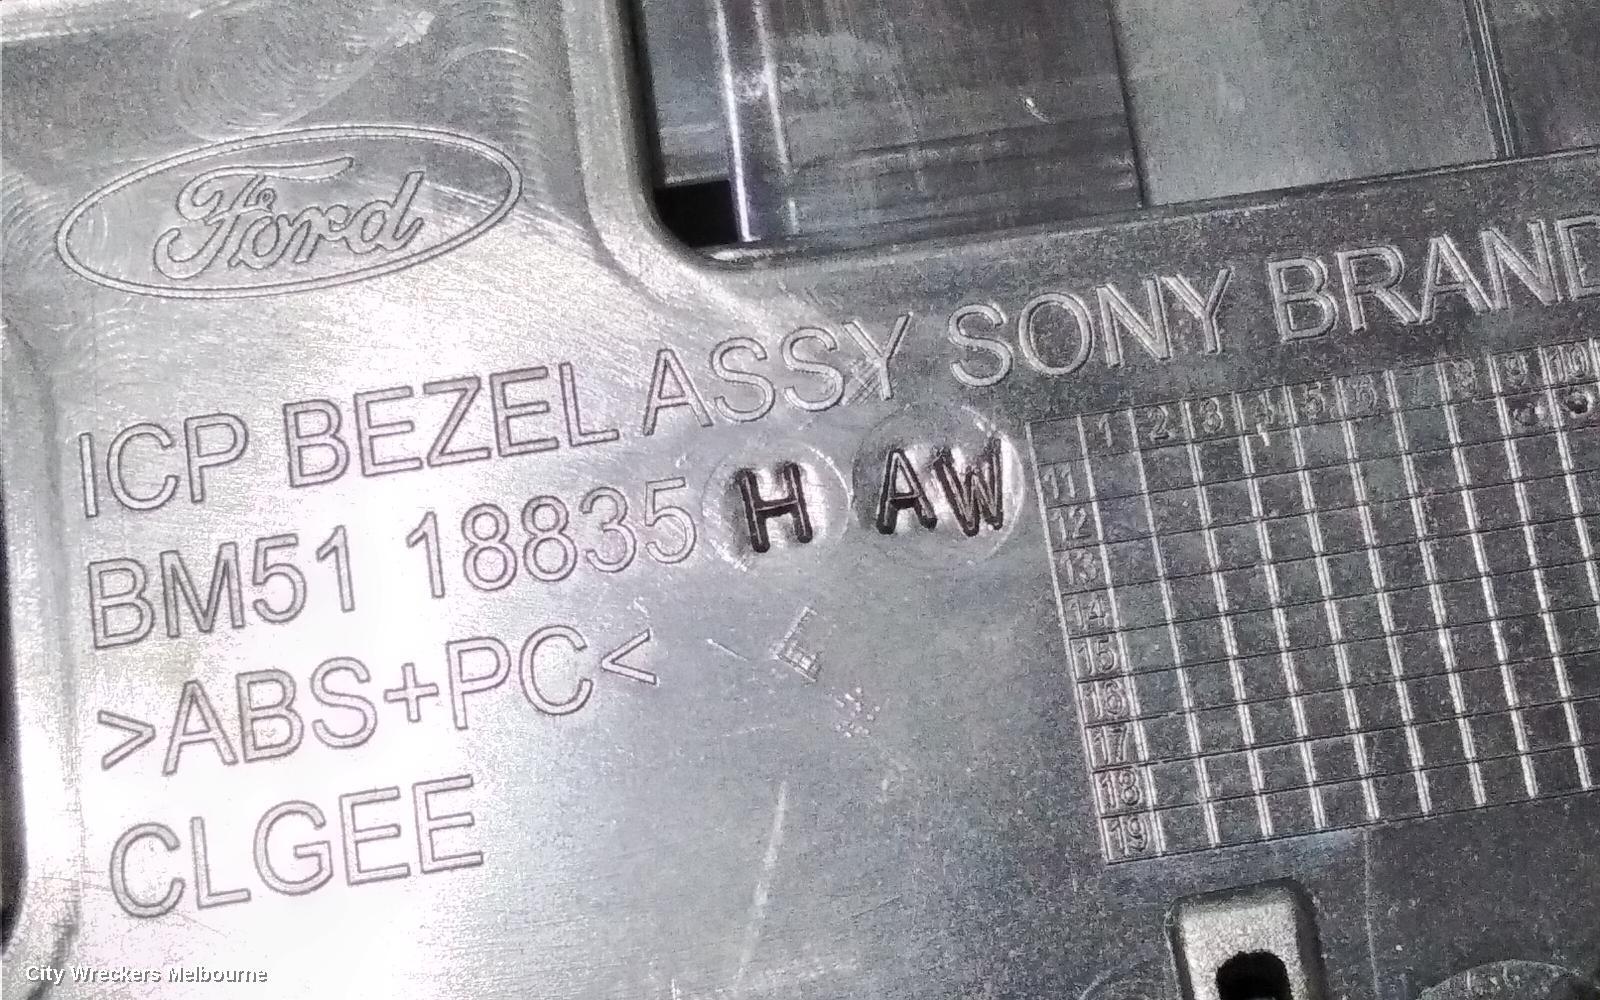 Ford
ICP BEZEL ASSY SONY BRAND
BM51 18835 H AW
>ABS+PC<
CLGEE
1 2 3 4 5 6 7 8 9 10
11
12
13
14
15
16
17
18
19
City Wreckers Melbourne